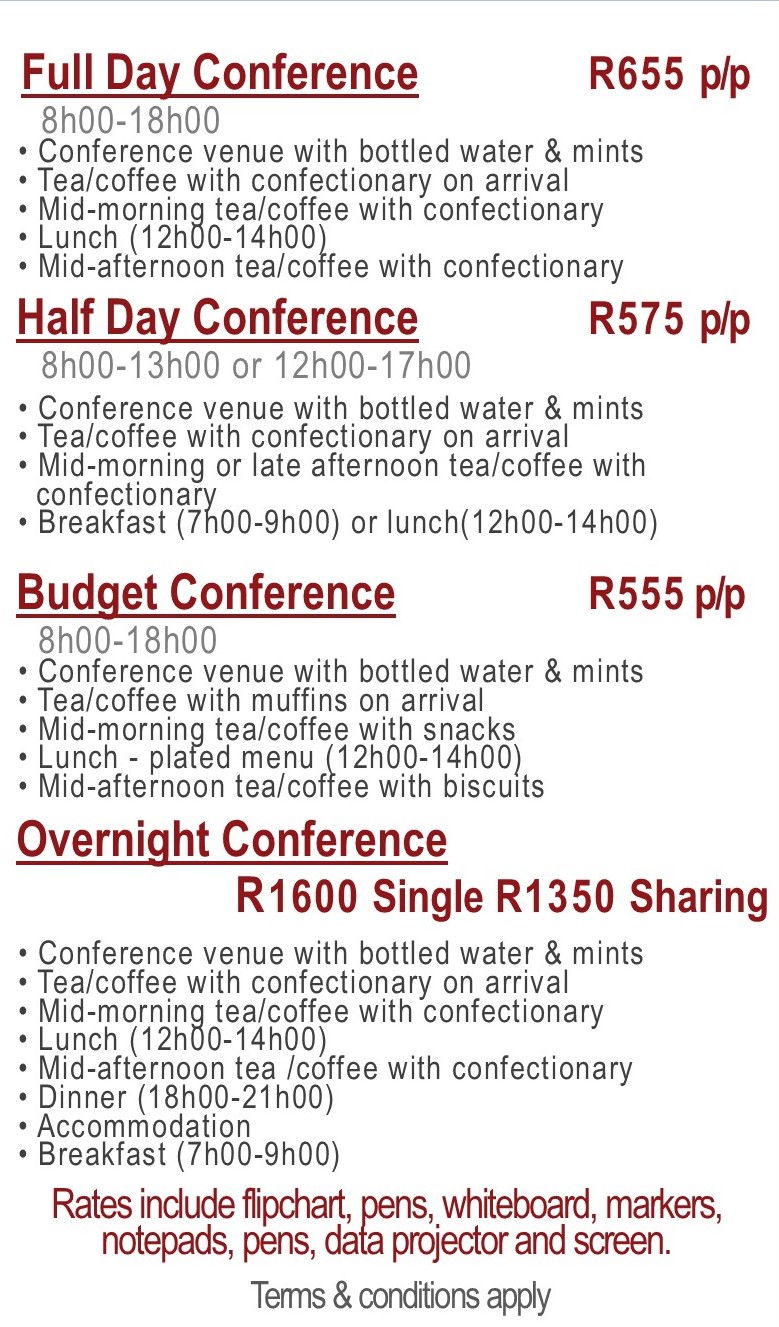 Full Day Conference R655 p/p
8h00-18h00
• Conference venue with bottled water & mints
• Tea/coffee with confectionary on arrival
• Mid-morning tea/coffee with confectionary
• Lunch (12h00-14h00)
• Mid-afternoon tea/coffee with confectionary
Half Day Conference R575 p/p
8h00-13h00 or 12h00-17h00
• Conference venue with bottled water & mints
• Tea/coffee with confectionary on arrival
• Mid-morning or late afternoon tea/coffee with
confectionary
• Breakfast (7h00-9h00) or lunch(12h00-14h00)
Budget Conference R555 p/p
8h00-18h00
• Conference venue with bottled water & mints
• Tea/coffee with muffins on arrival
• Mid-morning tea/coffee with snacks
• Lunch - plated menu (12h00-14h00)
• Mid-afternoon tea/coffee with biscuits
Overnight Conference
R1600 Single R1350 Sharing
• Conference venue with bottled water & mints
• Tea/coffee with confectionary on arrival
• Mid-morning tea/coffee with confectionary
• Lunch (12h00-14h00)
• Mid-afternoon tea /coffee with confectionary
• Dinner (18h00-21h00)
• Accommodation
• Breakfast (7h00-9h00)
Rates include flipchart, pens, whiteboard, markers,
notepads, pens, data projector and screen.
Terms & conditions apply